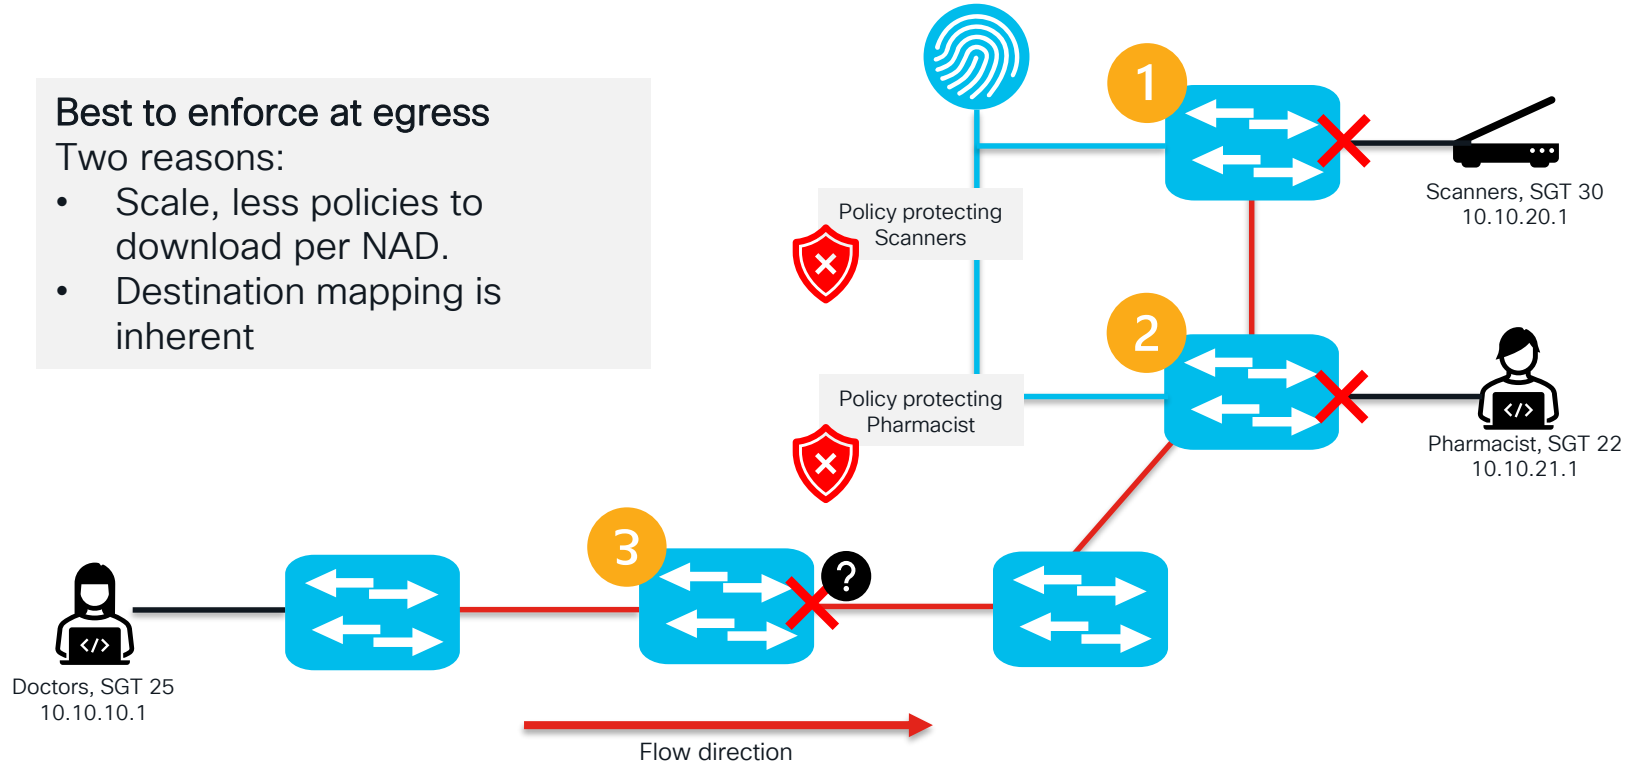 Best to enforce at egress
Two reasons:
• Scale, less policies to
download per NAD.
• Destination mapping is
inherent
1
Scanners, SGT 30
10.10.20.1
Policy protecting
Scanners
2
Policy protecting
Pharmacist
</>
Pharmacist, SGT 22
10.10.21.1
3
?
</>
Doctors, SGT 25
10.10.10.1
Flow direction